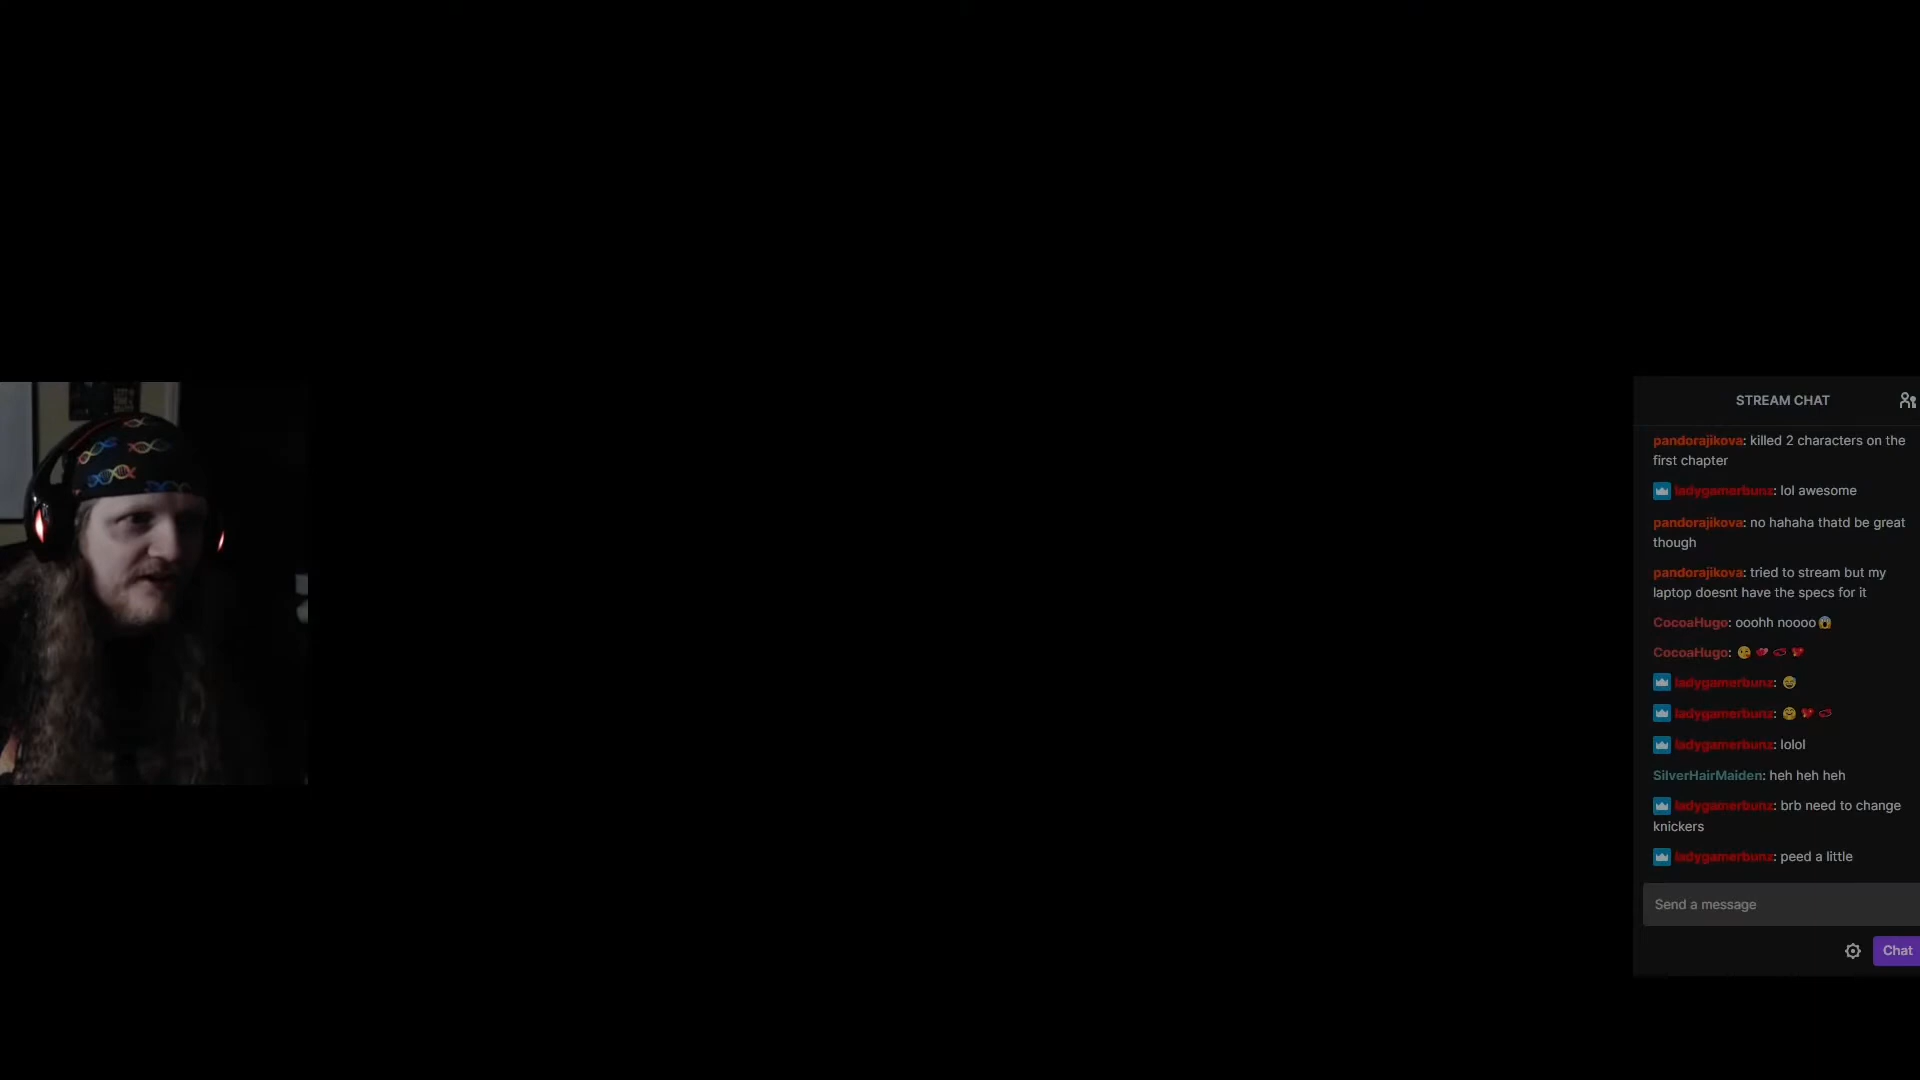 STREAM CHAT
pandorajikova: killed 2 characters on the
first chapter
ladygamerbunz: lol awesome
pandorajikova: no hahaha thatd be great
though
pandorajikova: tried to stream but my
laptop doesnt have the specs for it
CocoaHugo: ooohh noooo😱
CocoaHugo: 
ladygamerbunz: 
ladygamerbunz: 
ladygamerbunz: lolol
SilverHairMaiden: heh heh heh
ladygamerbunz: brb need to change
knickers
ladygamerbunz: peed a little
Send a message
Chat